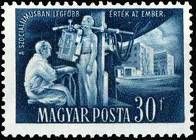 A SZOCIALIZMUSBAN LEGFŐBB ÉRTÉK AZ EMBER.
MAGYAR POSTA 30f